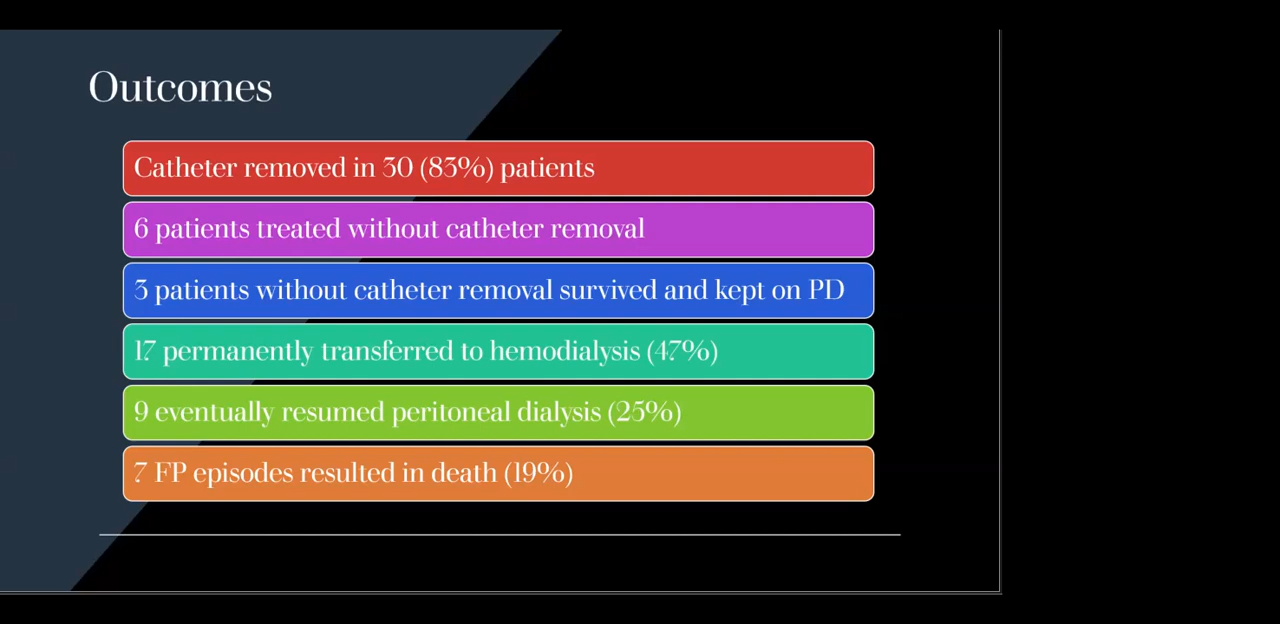 Outcomes
Catheter removed in 30 (83%) patients
6 patients treated without catheter removal
3 patients without catheter removal survived and kept on PD
17 permanently transferred to hemodialysis (47%)
9 eventually resumed peritoneal dialysis (25%)
7 FP episodes resulted in death (19%)